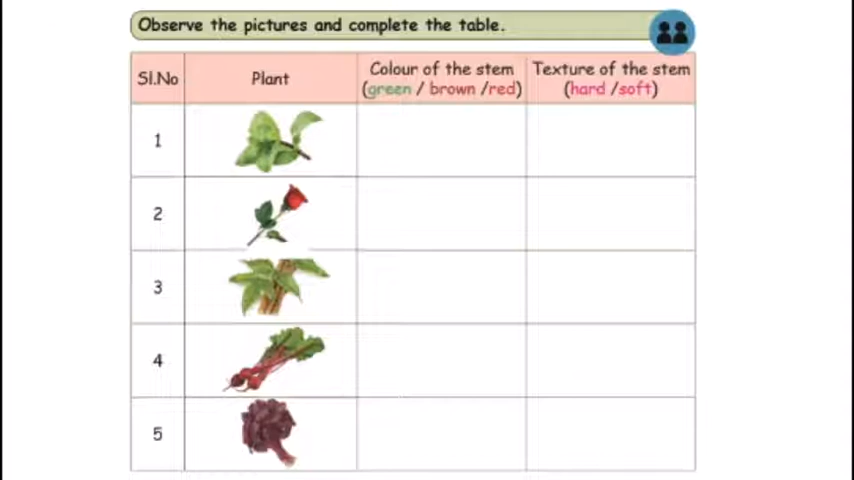 Observe the pictures and complete the table.
Sl.No
Plant
Colour of the stem
(green / brown /red)
Texture of the stem
(hard /soft)
1
2
3
4
5